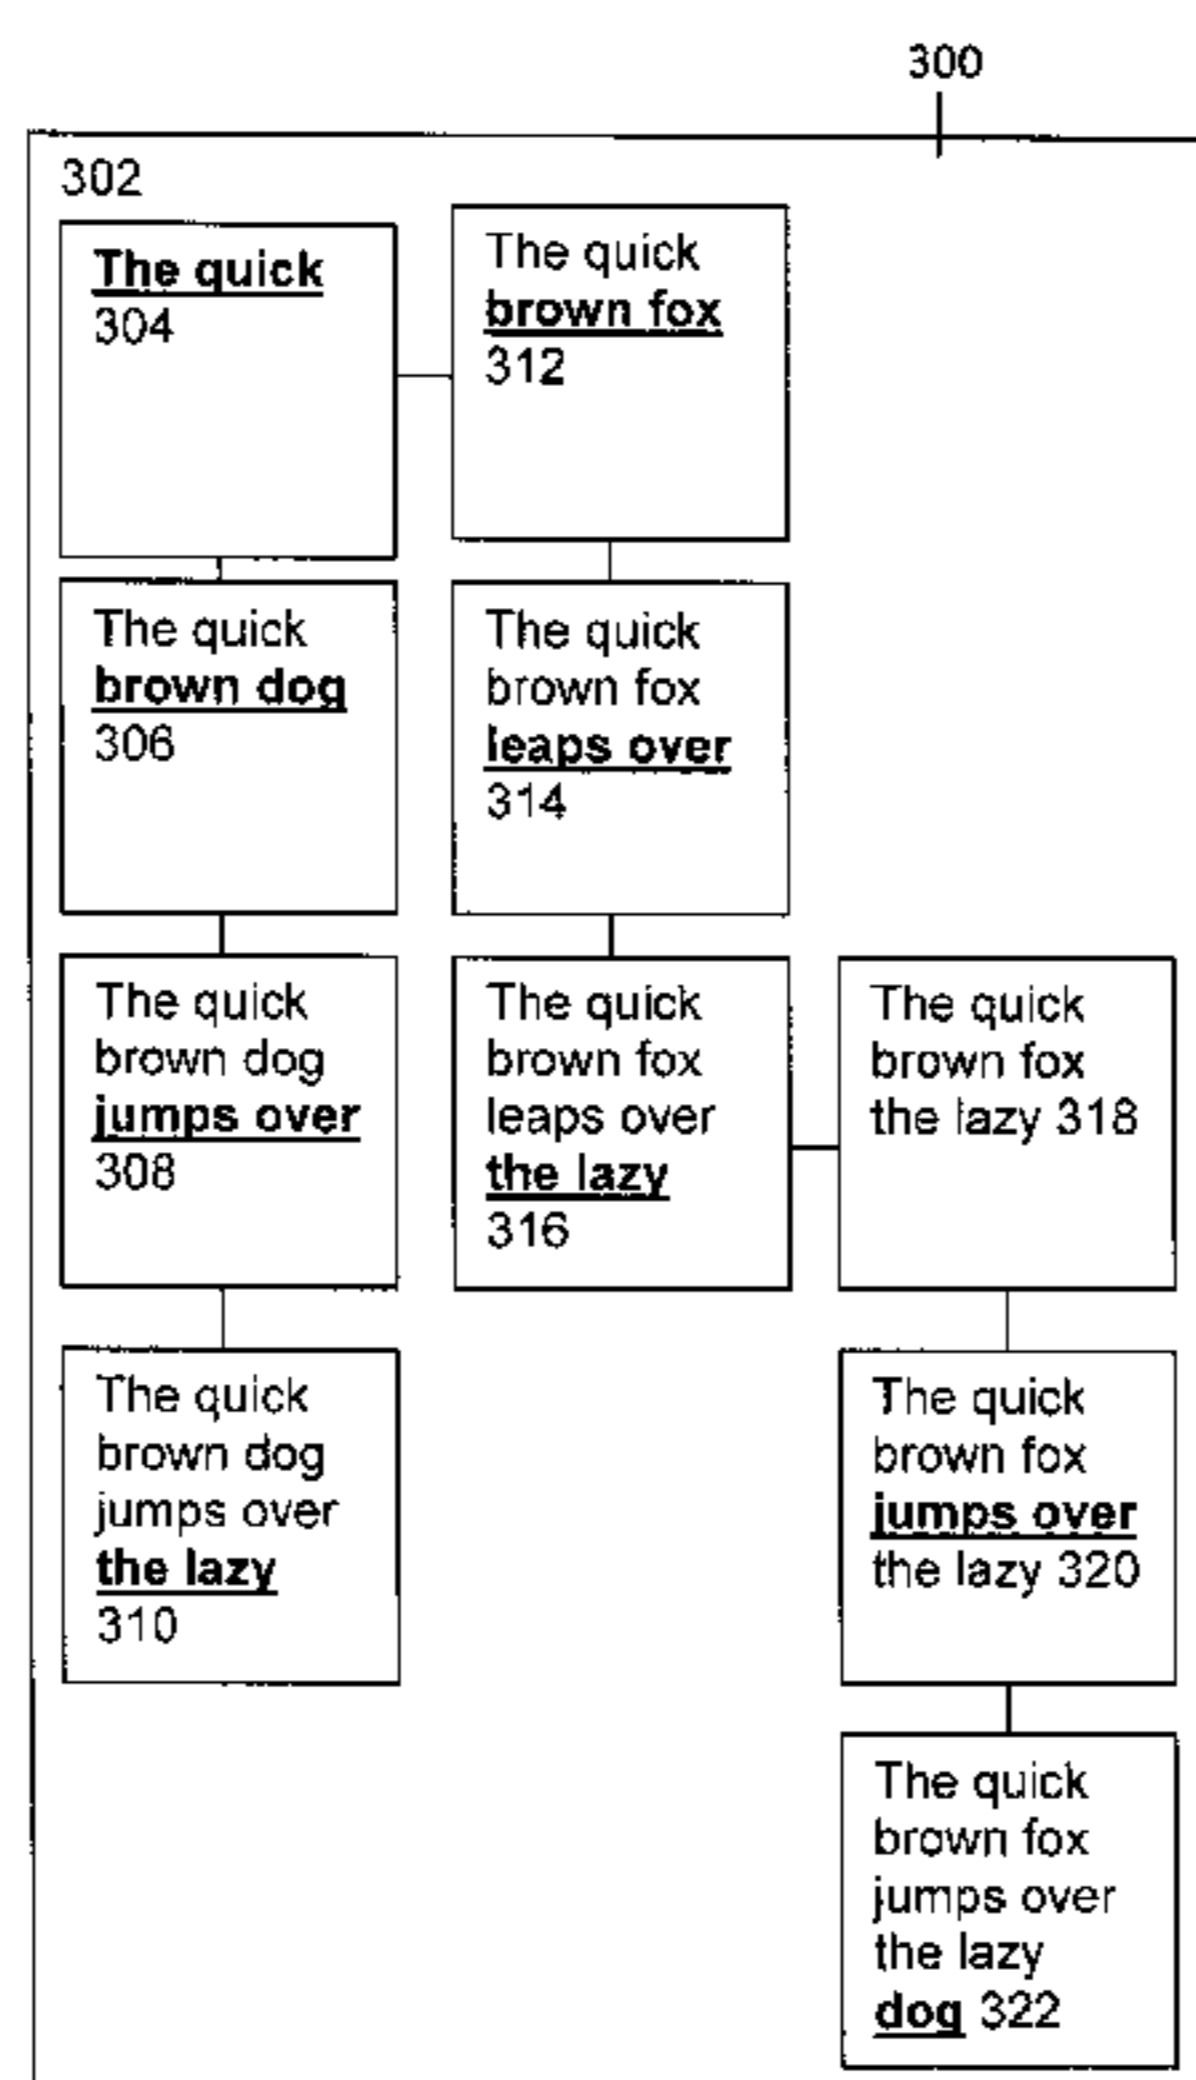 300
302
The quick
304
The quick
brown fox
312
The quick
brown dog
306
The quick
brown fox
leaps over
314
The quick
brown dog
jumps over
308
The quick
brown fox
leaps over
the lazy
316
The quick
brown fox
the lazy 318
The quick
brown dog
jumps over
the lazy
310
The quick
brown fox
jumps over
the lazy 320
The quick
brown fox
jumps over
the lazy
dog 322